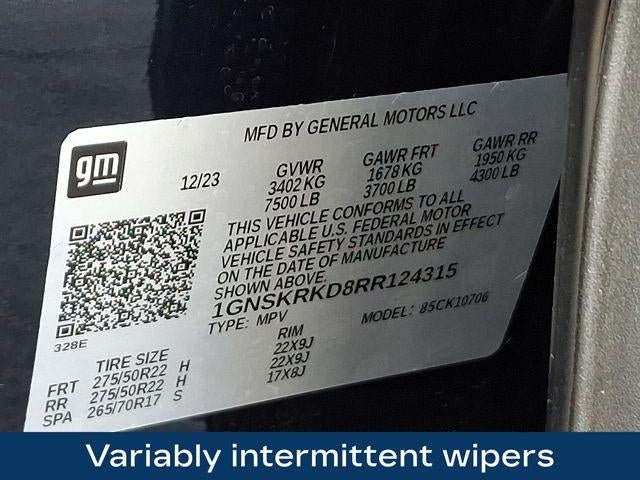 MFD BY GENERAL MOTORS LLC
gm
12/23
GVWR GAWR FRT GAWR RR
3402 KG 1678 KG 1950 KG
7500 LB 3700 LB 4300 LB
THIS VEHICLE CONFORMS TO ALL
APPLICABLE U.S. FEDERAL MOTOR
VEHICLE SAFETY STANDARDS IN EFFECT
ON THE DATE OF MANUFACTURE
SHOWN ABOVE.
1GNSKRKD8RR124315
TYPE: MPV MODEL: 85CK10706
328E
TIRE SIZE RIM
FRT 275/50R22 H 22X9J
RR 275/50R22 H 22X9J
SPA 265/70R17 S 17X8J
Variably intermittent wipers